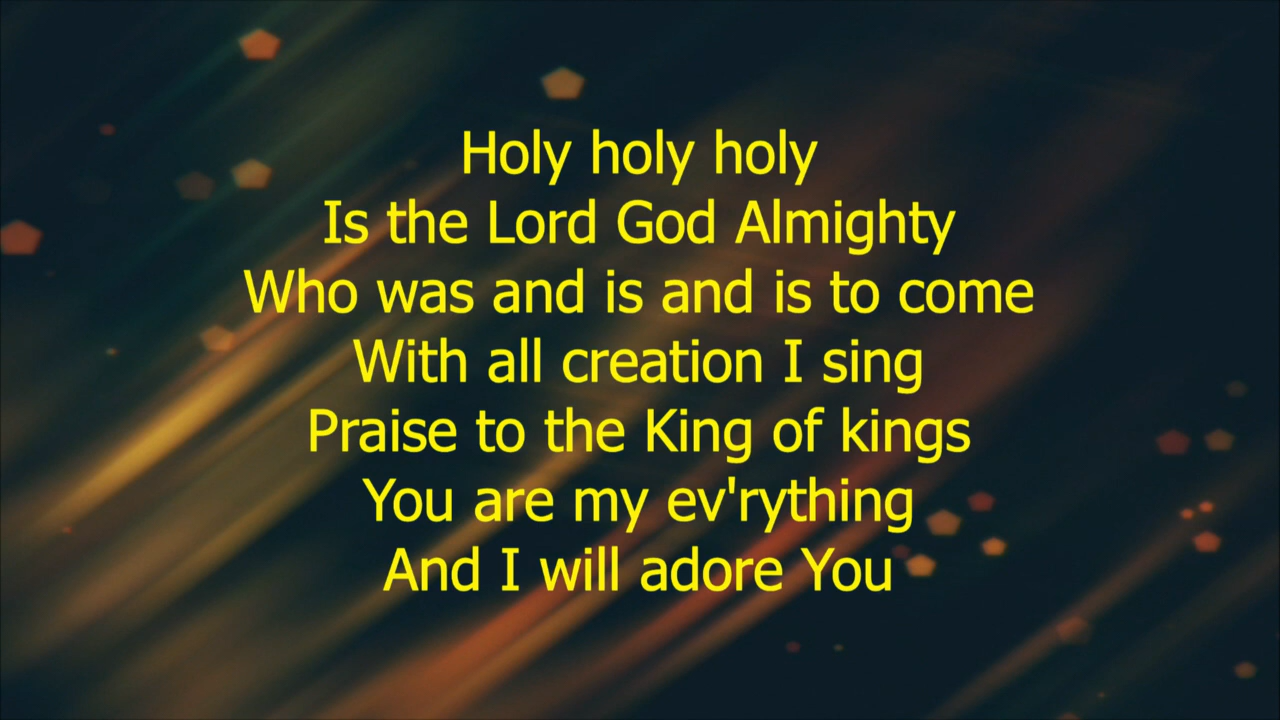 Holy holy holy
Is the Lord God Almighty
Who was and is and is to come
With all creation I sing
Praise to the King of kings
You are my ev'rything
And I will adore You